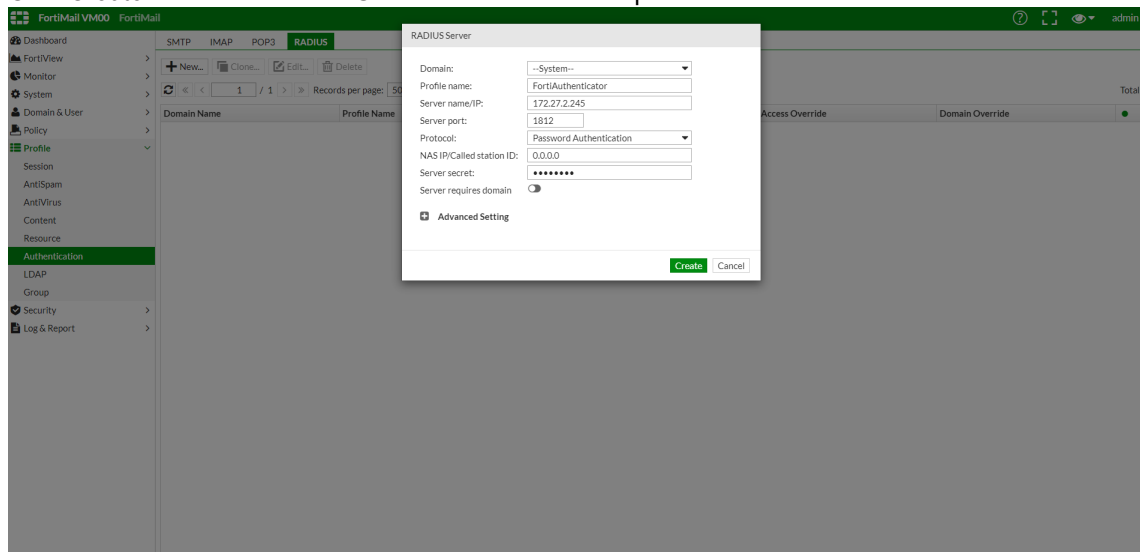 FortiMail VM00 FortiMail admin
Dashboard
FortiView
Monitor
System
Domain & User
Policy
Profile
Session
AntiSpam
AntiVirus
Content
Resource
Authentication
LDAP
Group
Security
Log & Report
SMTP IMAP POP3 RADIUS
New... Clone... Edit... Delete
1 / 1 Records per page: 50 Total
Domain Name Profile Name Access Override Domain Override
RADIUS Server
Domain: --System--
Profile name: FortiAuthenticator
Server name/IP: 172.27.2.245
Server port: 1812
Protocol: Password Authentication
NAS IP/Called station ID: 0.0.0.0
Server secret: ••••••••
Server requires domain
Advanced Setting
Create Cancel